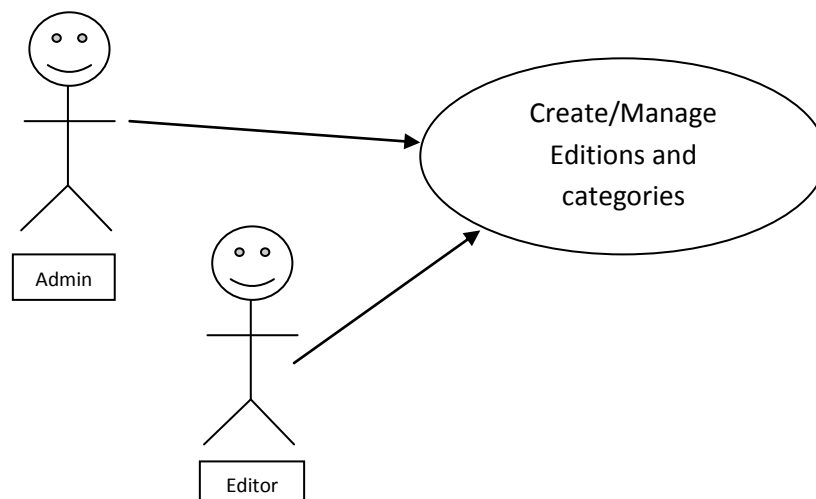 Create/Manage
Editions and
categories
Admin
Editor